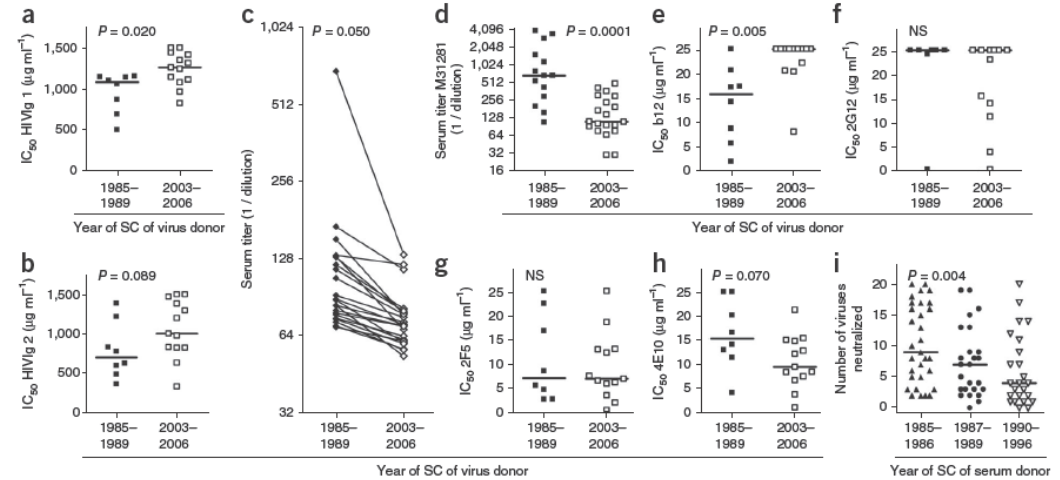 a
P = 0.020
IC50 HIVIg 1 (µg ml–1)
1,500
1,000
500
0
1985–
1989
2003–
2006
Year of SC of virus donor
b
P = 0.089
IC50 HIVIg 2 (µg ml–1)
1,500
1,000
500
0
1985–
1989
2003–
2006
c
P = 0.050
Serum titer (1 / dilution)
1,024
512
256
128
64
32
1985–
1989
2003–
2006
d
P = 0.0001
Serum titer M31281
(1 / dilution)
4,096
2,048
1,024
512
256
128
64
32
16
1985–
1989
2003–
2006
e
P = 0.005
IC50 b12 (µg ml–1)
25
20
15
10
5
0
1985–
1989
2003–
2006
f
NS
IC50 2G12 (µg ml–1)
25
20
15
10
5
0
1985–
1989
2003–
2006
Year of SC of virus donor
g
NS
IC50 2F5 (µg ml–1)
25
20
15
10
5
0
1985–
1989
2003–
2006
h
P = 0.070
IC50 4E10 (µg ml–1)
25
20
15
10
5
0
1985–
1989
2003–
2006
Year of SC of virus donor
i
P = 0.004
Number of viruses
neutralized
20
15
10
5
0
1985–
1986
1987–
1989
1990–
1996
Year of SC of serum donor